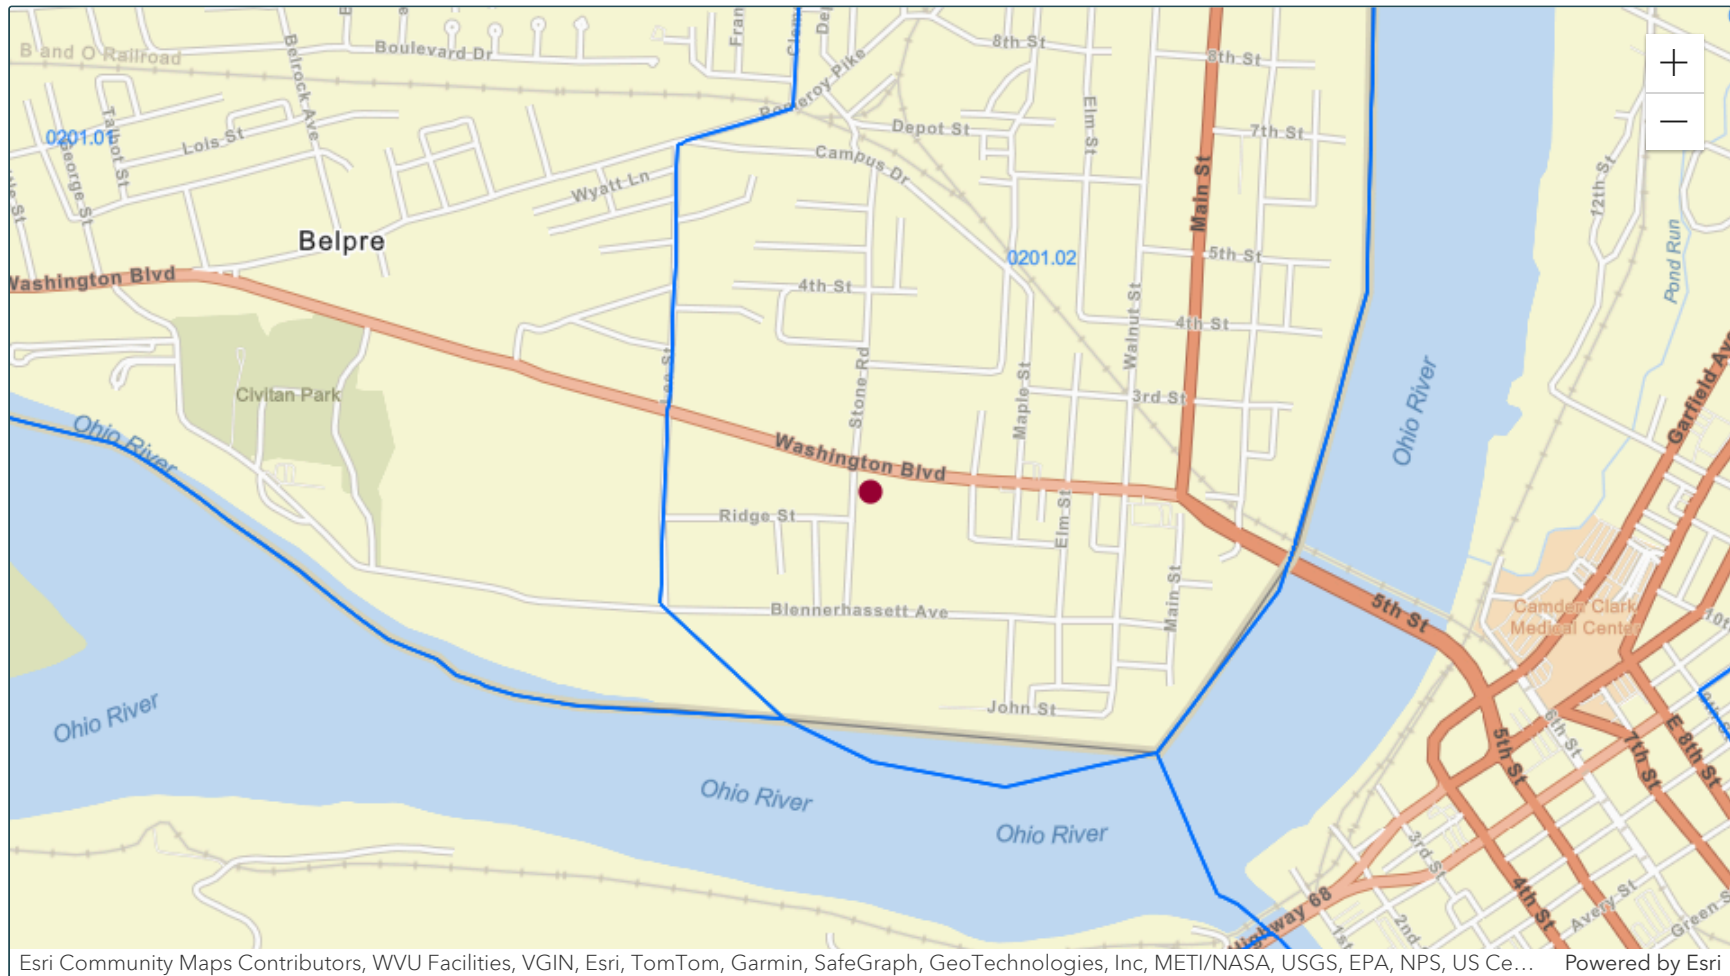 B and O Railroad
Boulevard Dr
Belrock Ave
Fran
Clem
8th St
8th St
Pomeroy Pike
0201.01
Talbot St
George St
Lois St
Depot St
Elm St
7th St
Main St
Campus Dr
Wyatt Ln
12th St
Belpre
0201.02
5th St
Pond Run
Washington Blvd
4th St
Walnut St
4th St
Lee St
Stone Rd
Maple St
3rd St
Civitan Park
Ohio River
Garfield Ave
Ohio River
Washington Blvd
Ridge St
Elm St
Main St
5th St
Camden Clark
Medical Center
10th
Blennerhassett Ave
John St
Ohio River
6th St
5th St
7th St
E 8th St
9th St
Ohio River
Ohio River
3rd St
4th St
Highway 68
2nd
1st
Avery St
Green S
Esri Community Maps Contributors, WVU Facilities, VGIN, Esri, TomTom, Garmin, SafeGraph, GeoTechnologies, Inc, METI/NASA, USGS, EPA, NPS, US Ce...
Powered by Esri